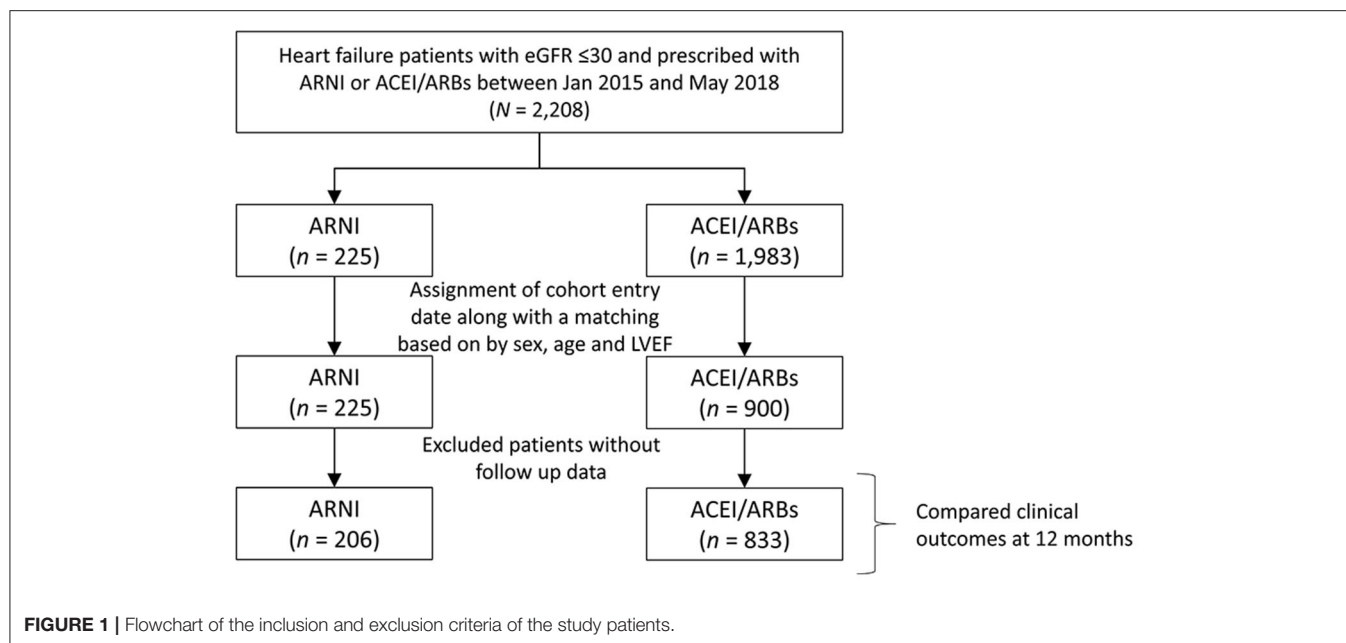 Heart failure patients with eGFR ≤30 and prescribed with
ARNI or ACEI/ARBs between Jan 2015 and May 2018
(N = 2,208)
ARNI
(n = 225)
ACEI/ARBs
(n = 1,983)
Assignment of cohort entry
date along with a matching
based on by sex, age and LVEF
ARNI
(n = 225)
ACEI/ARBs
(n = 900)
Excluded patients without
follow up data
ARNI
(n = 206)
ACEI/ARBs
(n = 833)
Compared clinical
outcomes at 12 months
FIGURE 1 | Flowchart of the inclusion and exclusion criteria of the study patients.